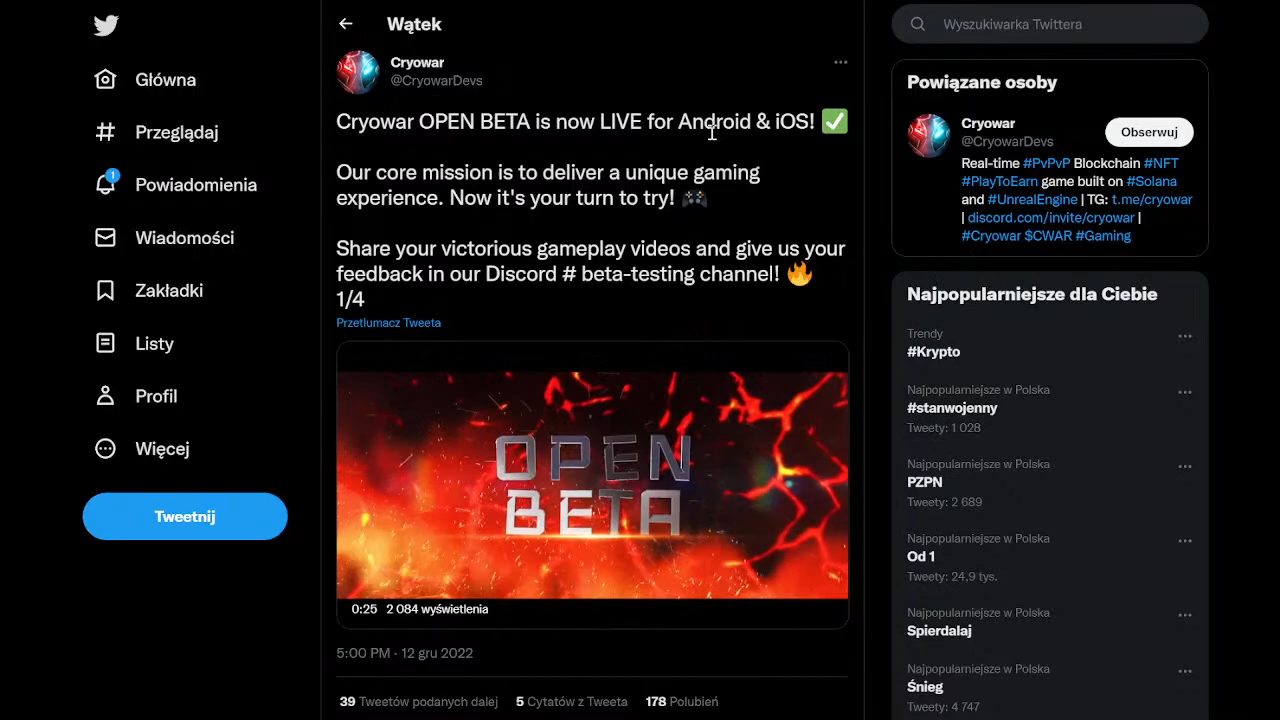 Główna
Przeglądaj
1
Powiadomienia
Wiadomości
Zakładki
Listy
Profil
Więcej
Tweetnij
Wątek
Cryowar
@CryowarDevs
Cryowar OPEN BETA is now LIVE for Android & iOS! ✅
Our core mission is to deliver a unique gaming
experience. Now it's your turn to try! 🎮
Share your victorious gameplay videos and give us your
feedback in our Discord # beta-testing channel! 🔥
1/4
Przetłumacz Tweeta
OPEN
BETA
0:25 2 084 wyświetlenia
5:00 PM · 12 gru 2022
39 Tweetów podanych dalej 5 Cytatów z Tweeta 178 Polubień
Wyszukiwarka Twittera
Powiązane osoby
Cryowar
@CryowarDevs
Obserwuj
Real-time #PvPvP Blockchain #NFT
#PlayToEarn game built on #Solana
and #UnrealEngine | TG: t.me/cryowar
| discord.com/invite/cryowar |
#Cryowar $CWAR #Gaming
Najpopularniejsze dla Ciebie
Trendy
#Krypto
Najpopularniejsze w Polska
#stanwojenny
Tweety: 1 028
Najpopularniejsze w Polska
PZPN
Tweety: 2 689
Najpopularniejsze w Polska
Od 1
Tweety: 24,9 tys.
Najpopularniejsze w Polska
Spierdalaj
Najpopularniejsze w Polska
Śnieg
Tweety: 4 747